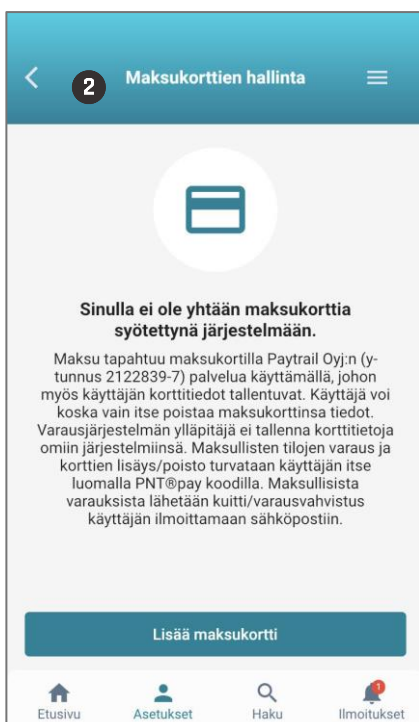 2 Maksukorttien hallinta
Sinulla ei ole yhtään maksukorttia
syötettynä järjestelmään.
Maksu tapahtuu maksukortilla Paytrail Oyj:n (y-
tunnus 2122839-7) palvelua käyttämällä, johon
myös käyttäjän korttitiedot tallentuvat. Käyttäjä voi
koska vain itse poistaa maksukorttinsa tiedot.
Varausjärjestelmän ylläpitäjä ei tallenna korttitietoja
omiin järjestelmiinsä. Maksullisten tilojen varaus ja
korttien lisäys/poisto turvataan käyttäjän itse
luomalla PNT®pay koodilla. Maksullisista
varauksista lähetään kuitti/varausvahvistus
käyttäjän ilmoittamaan sähköpostiin.
Lisää maksukortti
1
Etusivu Asetukset Haku Ilmoitukset